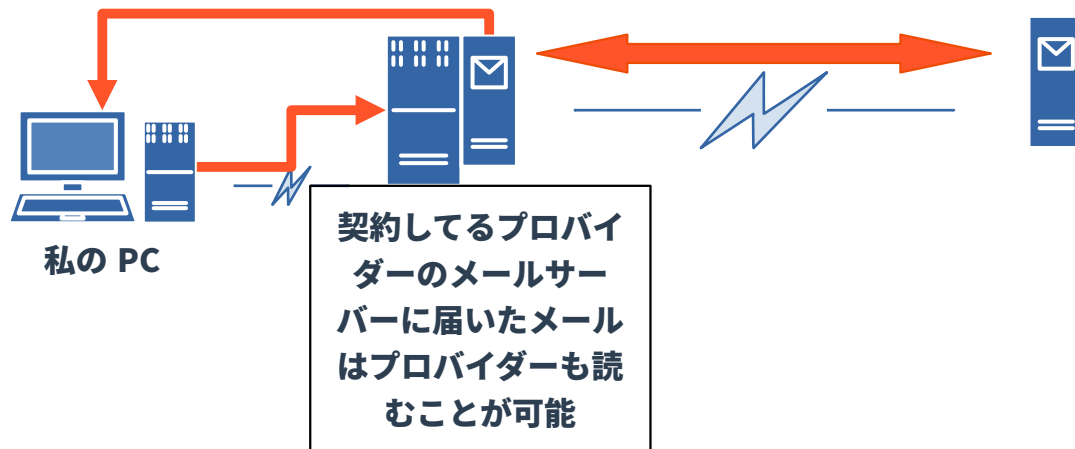 私の PC
契約してるプロバイ
ダーのメールサー
バーに届いたメール
はプロバイダーも読
むことが可能